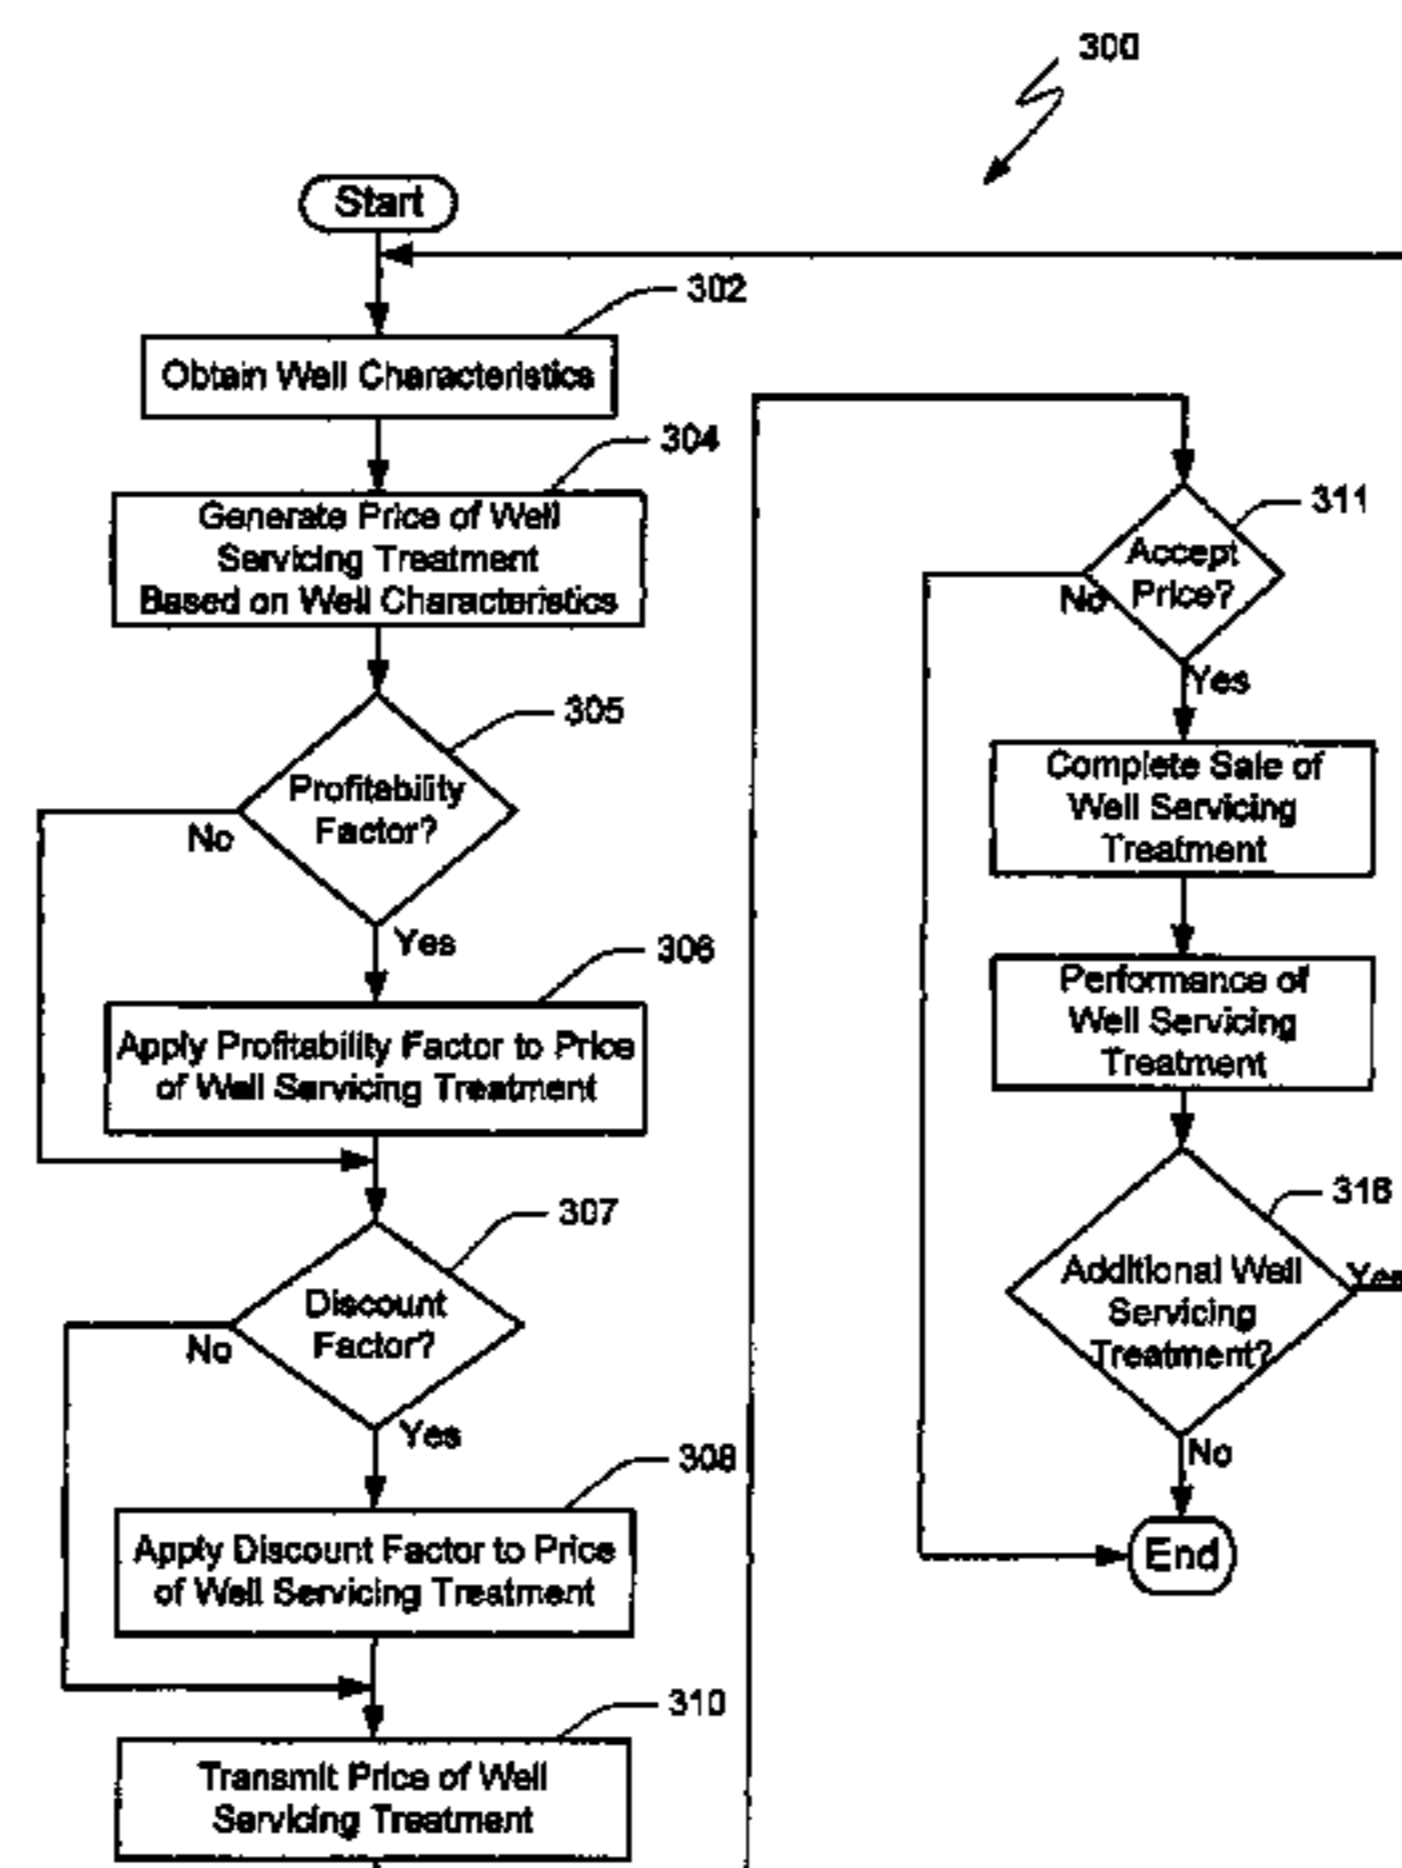 300
Start
302
Obtain Well Characteristics
304
Generate Price of Well
Servicing Treatment
Based on Well Characteristics
305
Profitability
Factor?
No
Yes
306
Apply Profitability Factor to Price
of Well Servicing Treatment
307
Discount
Factor?
No
Yes
308
Apply Discount Factor to Price
of Well Servicing Treatment
310
Transmit Price of Well
Servicing Treatment
311
Accept
Price?
No
Yes
Complete Sale of
Well Servicing
Treatment
Performance of
Well Servicing
Treatment
316
Additional Well
Servicing
Treatment?
Yes
No
End